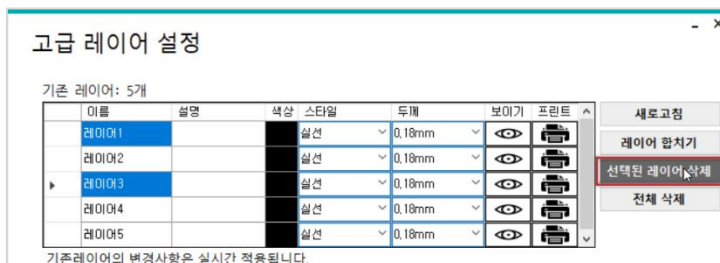 고급 레이어 설정
기존 레이어: 5개
이름 설명 색상 스타일 두께 보이기 프린트
레이어1 실선 0.18mm
레이어2 실선 0.18mm
레이어3 실선 0.18mm
레이어4 실선 0.18mm
레이어5 실선 0.18mm
새로고침
레이어 합치기
선택된 레이어 삭제
전체 삭제
기존레이어의 변경사항은 실시간 적용됩니다.